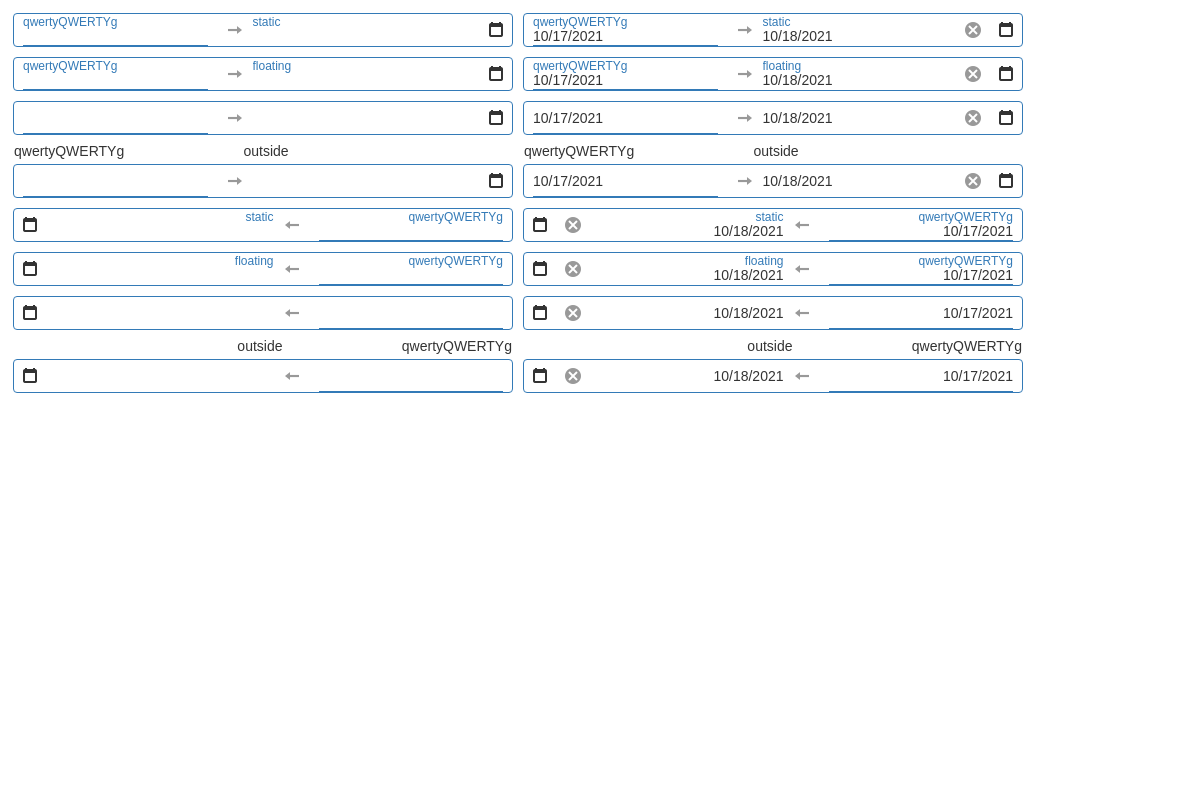 qwertyQWERTYg static qwertyQWERTYg static
10/17/2021 10/18/2021
qwertyQWERTYg floating qwertyQWERTYg floating
10/17/2021 10/18/2021
10/17/2021 10/18/2021
qwertyQWERTYg outside qwertyQWERTYg outside
10/17/2021 10/18/2021
static qwertyQWERTYg static qwertyQWERTYg
10/18/2021 10/17/2021
floating qwertyQWERTYg floating qwertyQWERTYg
10/18/2021 10/17/2021
10/18/2021 10/17/2021
outside qwertyQWERTYg outside qwertyQWERTYg
10/18/2021 10/17/2021